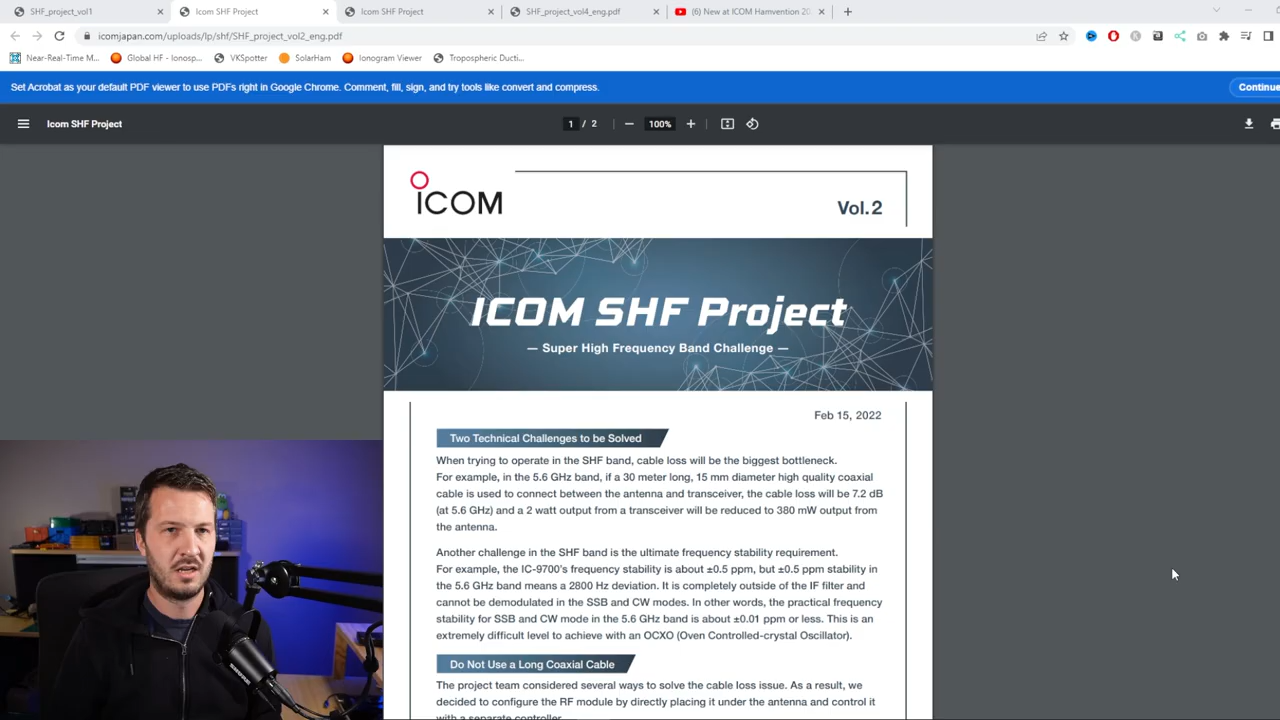 SHF_project_vol1
Icom SHF Project
Icom SHF Project
SHF_project_vol4_eng.pdf
(6) New at ICOM Hamvention 20
icomjapan.com/uploads/lp/shf/SHF_project_vol2_eng.pdf
Near-Real-Time M...
Global HF - Ionosp...
VKSpotter
SolarHam
Ionogram Viewer
Tropospheric Ducti...
Set Acrobat as your default PDF viewer to use PDFs right in Google Chrome. Comment, fill, sign, and try tools like convert and compress.
Continue
Icom SHF Project
1 / 2
100%
ICOM
Vol.2
ICOM SHF Project
— Super High Frequency Band Challenge —
Feb 15, 2022
Two Technical Challenges to be Solved
When trying to operate in the SHF band, cable loss will be the biggest bottleneck.
For example, in the 5.6 GHz band, if a 30 meter long, 15 mm diameter high quality coaxial
cable is used to connect between the antenna and transceiver, the cable loss will be 7.2 dB
(at 5.6 GHz) and a 2 watt output from a transceiver will be reduced to 380 mW output from
the antenna.
Another challenge in the SHF band is the ultimate frequency stability requirement.
For example, the IC-9700's frequency stability is about ±0.5 ppm, but ±0.5 ppm stability in
the 5.6 GHz band means a 2800 Hz deviation. It is completely outside of the IF filter and
cannot be demodulated in the SSB and CW modes. In other words, the practical frequency
stability for SSB and CW mode in the 5.6 GHz band is about ±0.01 ppm or less. This is an
extremely difficult level to achieve with an OCXO (Oven Controlled-crystal Oscillator).
Do Not Use a Long Coaxial Cable
The project team considered several ways to solve the cable loss issue. As a result, we
decided to configure the RF module by directly placing it under the antenna and control it
with a separate controller.